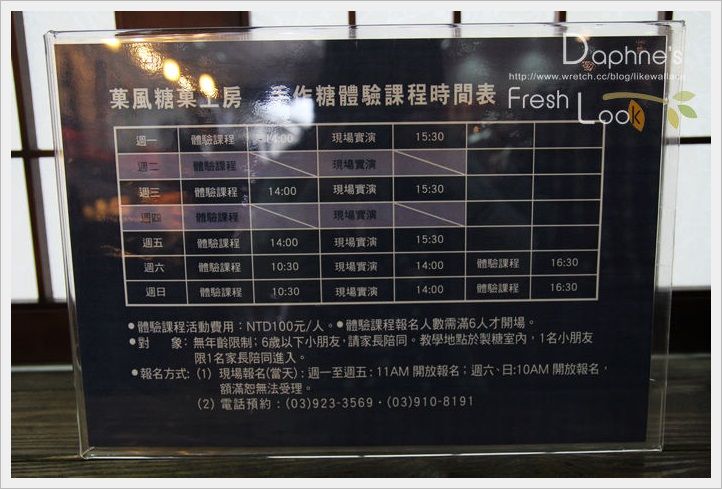 Daphne's
http://www.wretch.cc/blog/likewallace
Fresh Look
菓風糖菓工房 手作糖體驗課程時間表
週一 體驗課程 14:00 現場實演 15:30
週二 體驗課程 現場實演
週三 體驗課程 14:00 現場實演 15:30
週四 體驗課程 現場實演
週五 體驗課程 14:00 現場實演 15:30
週六 體驗課程 10:30 現場實演 14:00 體驗課程 16:30
週日 體驗課程 10:30 現場實演 14:00 體驗課程 16:30
●體驗課程活動費用：NTD100元/人。●體驗課程報名人數需滿6人才開場。
●對 象：無年齡限制；6歲以下小朋友，請家長陪同。教學地點於製糖室內，1名小朋友
限1名家長陪同進入。
●報名方式：(1) 現場報名(當天)：週一至週五：11AM 開放報名；週六、日：10AM 開放報名，
額滿恕無法受理。
(2) 電話預約：(03)923-3569・(03)910-8191